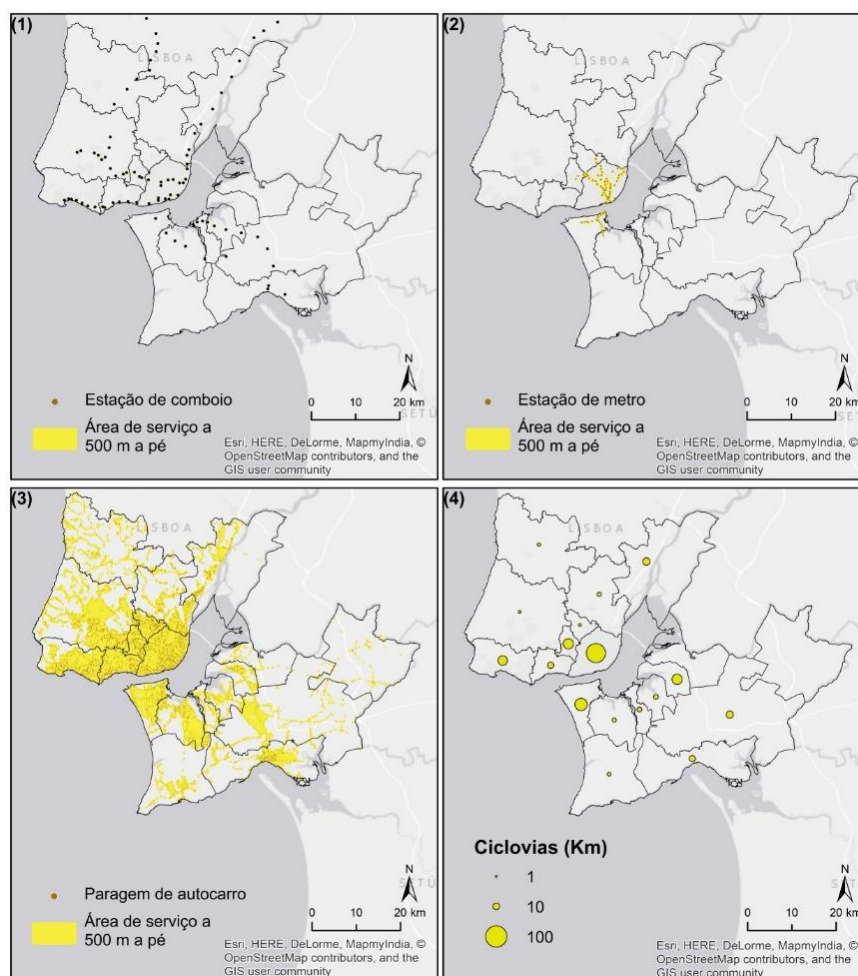 (1)
LISBOA
Estação de comboio
Área de serviço a
500 m a pé
N
0 10 20 km
SETÚ
Esri, HERE, DeLorme, MapmyIndia, ©
OpenStreetMap contributors, and the
GIS user community
(2)
LISBOA
Estação de metro
Área de serviço a
500 m a pé
N
0 10 20 km
SETÚ
Esri, HERE, DeLorme, MapmyIndia, ©
OpenStreetMap contributors, and the
GIS user community
(3)
LISBOA
Paragem de autocarro
Área de serviço a
500 m a pé
N
0 10 20 km
SETÚ
Esri, HERE, DeLorme, MapmyIndia, ©
OpenStreetMap contributors, and the
GIS user community
(4)
LISBOA
Ciclovias (Km)
1
10
100
N
0 10 20 km
SETÚ
Esri, HERE, DeLorme, MapmyIndia, ©
OpenStreetMap contributors, and the
GIS user community